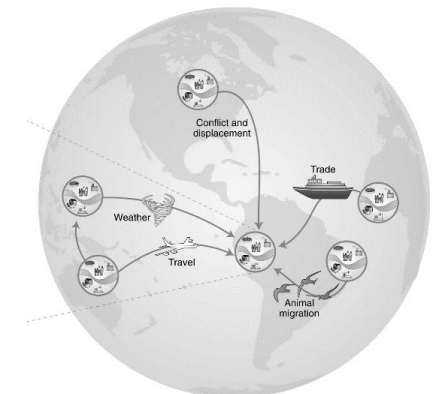 Conflict and
displacement
Trade
Weather
Travel
Animal
migration